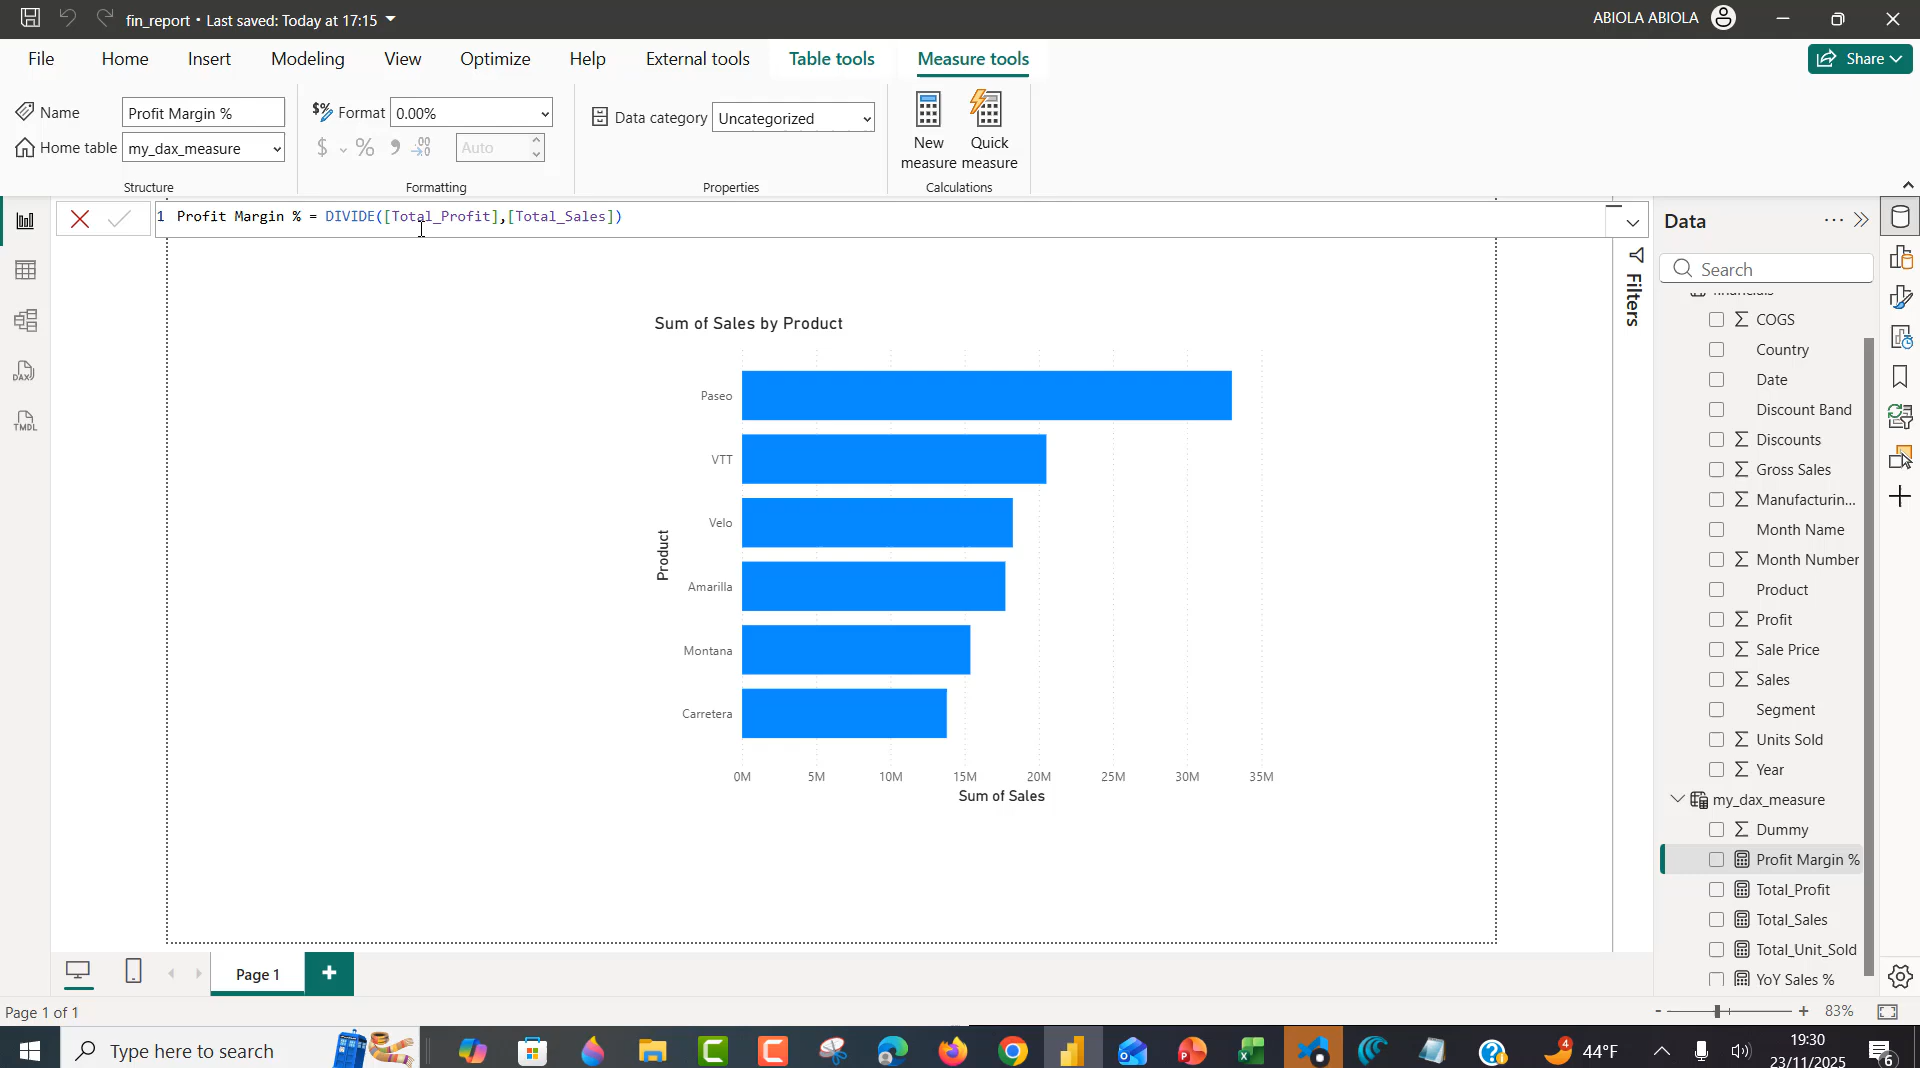 fin_report • Last saved: Today at 17:15
ABIOLA ABIOLA
File
Home
Insert
Modeling
View
Optimize
Help
External tools
Table tools
Measure tools
Share
Name
Profit Margin %
Format
0.00%
Data category
Uncategorized
New measure
Quick measure
Home table
my_dax_measure
$
%
Auto
Structure
Formatting
Properties
Calculations
1 Profit Margin % = DIVIDE([Total_Profit],[Total_Sales])
DAX
TMDL
Sum of Sales by Product
Product
Paseo
VTT
Velo
Amarilla
Montana
Carretera
0M
5M
10M
15M
20M
25M
30M
35M
Sum of Sales
Filters
Data
Search
COGS
Country
Date
Discount Band
Discounts
Gross Sales
Manufacturin...
Month Name
Month Number
Product
Profit
Sale Price
Sales
Segment
Units Sold
Year
my_dax_measure
Dummy
Profit Margin %
Total_Profit
Total_Sales
Total_Unit_Sold
YoY Sales %
Page 1
Page 1 of 1
- + 83%
Type here to search
4
44°F
19:30
23/11/2025
6